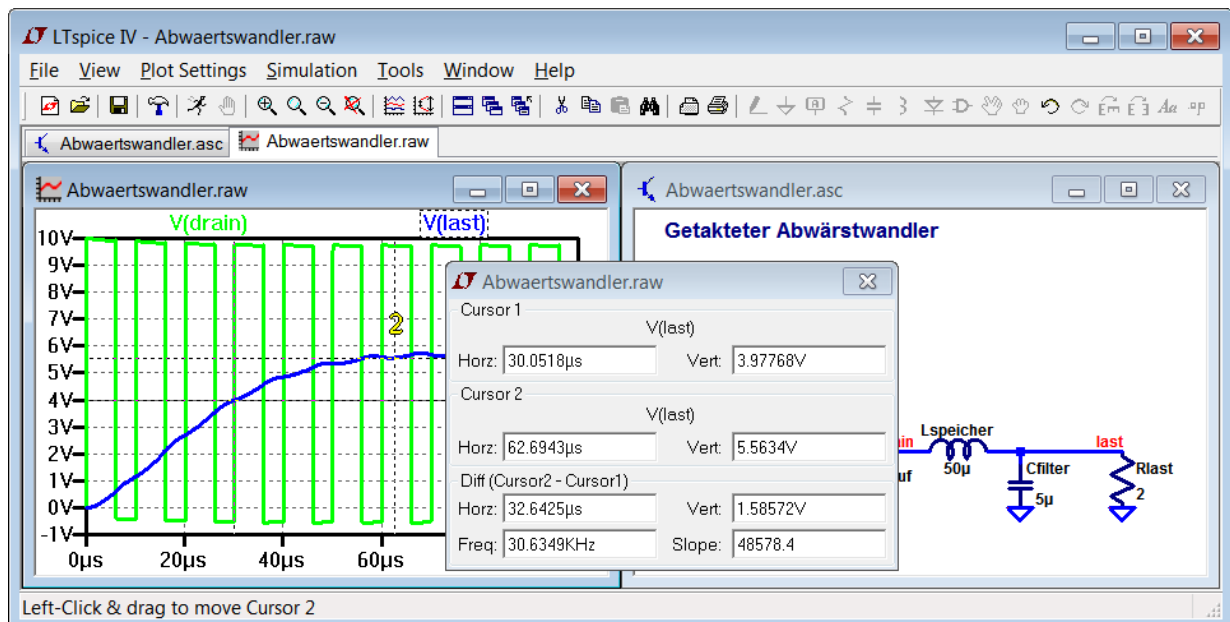 LTspice IV - Abwaertswandler.raw
File View Plot Settings Simulation Tools Window Help
Abwaertswandler.asc Abwaertswandler.raw
Abwaertswandler.raw
V(drain) V(last)
10V
9V
8V
7V
6V
5V
4V
3V
2V
1V
0V
-1V
0µs 20µs 40µs 60µs
2
Abwaertswandler.raw
Cursor 1
V(last)
Horz: 30.0518µs Vert: 3.97768V
Cursor 2
V(last)
Horz: 62.6943µs Vert: 5.5634V
Diff (Cursor2 - Cursor1)
Horz: 32.6425µs Vert: 1.58572V
Freq: 30.6349KHz Slope: 48578.4
Abwaertswandler.asc
Getakteter Abwärstwandler
Lspeicher
50µ
last
Cfilter
5µ
Rlast
2
Left-Click & drag to move Cursor 2